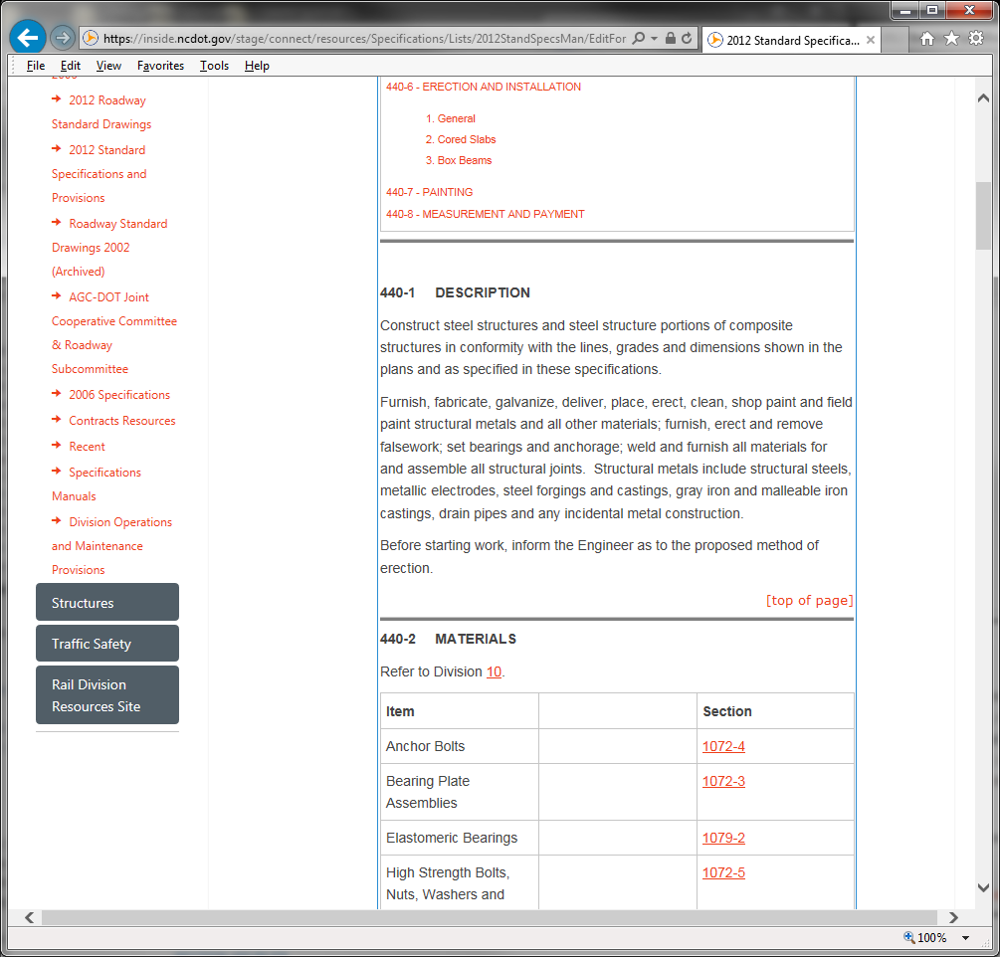 https://inside.ncdot.gov/stage/connect/resources/Specifications/Lists/2012StandSpecsMan/EditFor
2012 Standard Specifica...
File Edit View Favorites Tools Help
2012 Roadway
Standard Drawings
2012 Standard
Specifications and
Provisions
Roadway Standard
Drawings 2002
(Archived)
AGC-DOT Joint
Cooperative Committee
& Roadway
Subcommittee
2006 Specifications
Contracts Resources
Recent
Specifications
Manuals
Division Operations
and Maintenance
Provisions
Structures
Traffic Safety
Rail Division
Resources Site
440-6 - ERECTION AND INSTALLATION
1. General
2. Cored Slabs
3. Box Beams
440-7 - PAINTING
440-8 - MEASUREMENT AND PAYMENT
440-1 DESCRIPTION
Construct steel structures and steel structure portions of composite
structures in conformity with the lines, grades and dimensions shown in the
plans and as specified in these specifications.
Furnish, fabricate, galvanize, deliver, place, erect, clean, shop paint and field
paint structural metals and all other materials; furnish, erect and remove
falsework; set bearings and anchorage; weld and furnish all materials for
and assemble all structural joints.  Structural metals include structural steels,
metallic electrodes, steel forgings and castings, gray iron and malleable iron
castings, drain pipes and any incidental metal construction.
Before starting work, inform the Engineer as to the proposed method of
erection.
[top of page]
440-2 MATERIALS
Refer to Division 10.
Item Section
Anchor Bolts 1072-4
Bearing Plate 1072-3
Assemblies
Elastomeric Bearings 1079-2
High Strength Bolts, 1072-5
Nuts, Washers and
100%